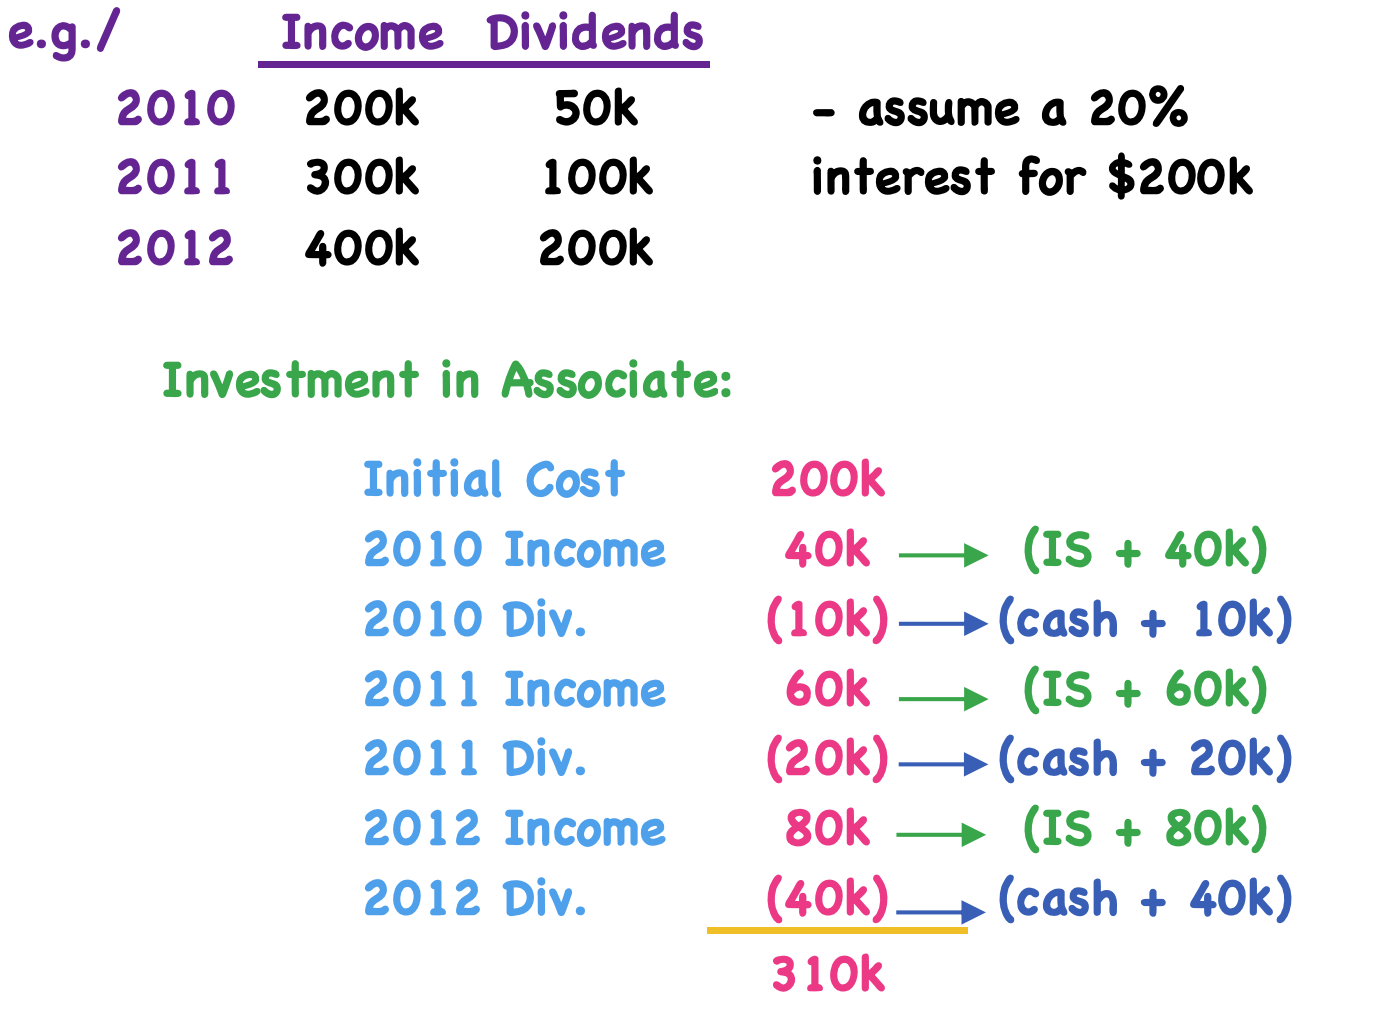 e.g./ Income Dividends
2010 200k 50k - assume a 20%
2011 300k 100k interest for $200k
2012 400k 200k
Investment in Associate:
Initial Cost 200k
2010 Income 40k (IS + 40k)
2010 Div. (10k) (cash + 10k)
2011 Income 60k (IS + 60k)
2011 Div. (20k) (cash + 20k)
2012 Income 80k (IS + 80k)
2012 Div. (40k) (cash + 40k)
310k